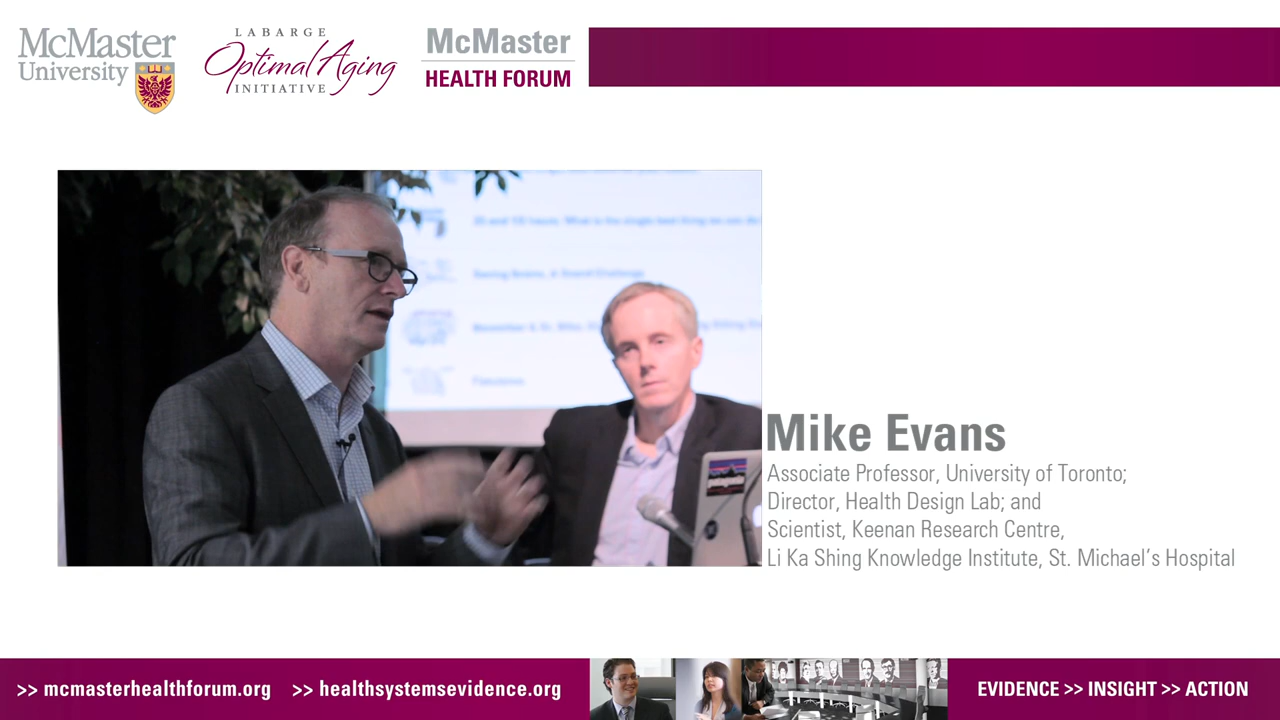 McMaster
University
LABARGE
Optimal Aging
INITIATIVE
McMaster
HEALTH FORUM
Mike Evans
Associate Professor, University of Toronto;
Director, Health Design Lab; and
Scientist, Keenan Research Centre,
Li Ka Shing Knowledge Institute, St. Michael's Hospital
>> mcmasterhealthforum.org >> healthsystemsevidence.org
EVIDENCE >> INSIGHT >> ACTION